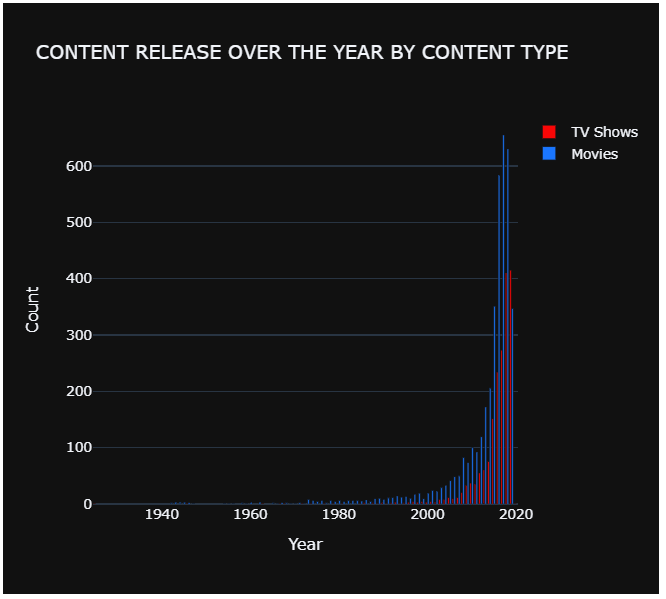 CONTENT RELEASE OVER THE YEAR BY CONTENT TYPE
TV Shows
Movies
600
500
400
300
200
100
0
Count
1940 1960 1980 2000 2020
Year